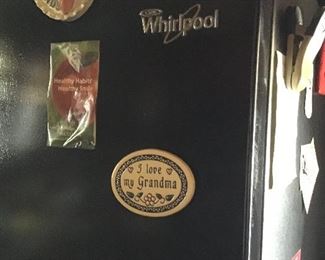 Whirlpool
Healthy Habits
Healthy Smile
I love
my Grandma